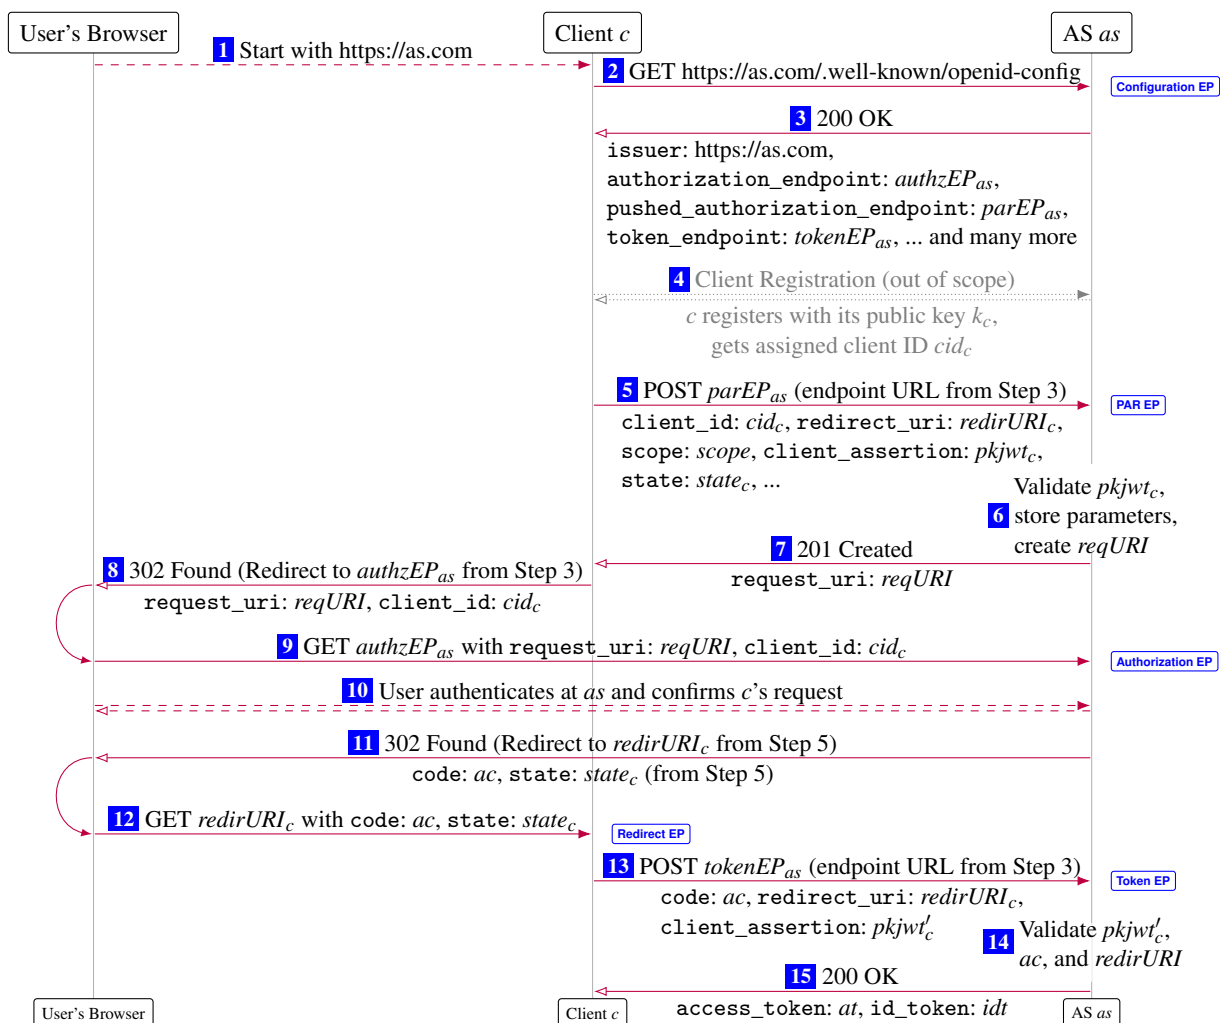 User's Browser
Client c
AS as
1 Start with https://as.com
2 GET https://as.com/.well-known/openid-config
Configuration EP
3 200 OK
issuer: https://as.com,
authorization_endpoint: authzEPas,
pushed_authorization_endpoint: parEPas,
token_endpoint: tokenEPas, ... and many more
4 Client Registration (out of scope)
c registers with its public key kc,
gets assigned client ID cidc
5 POST parEPas (endpoint URL from Step 3)
PAR EP
client_id: cidc, redirect_uri: redirURIc,
scope: scope, client_assertion: pkjwtc,
state: statec, ...
Validate pkjwtc,
6 store parameters,
create reqURI
7 201 Created
request_uri: reqURI
8 302 Found (Redirect to authzEPas from Step 3)
request_uri: reqURI, client_id: cidc
9 GET authzEPas with request_uri: reqURI, client_id: cidc
Authorization EP
10 User authenticates at as and confirms c's request
11 302 Found (Redirect to redirURIc from Step 5)
code: ac, state: statec (from Step 5)
12 GET redirURIc with code: ac, state: statec
Redirect EP
13 POST tokenEPas (endpoint URL from Step 3)
Token EP
code: ac, redirect_uri: redirURIc,
client_assertion: pkjwt′c
14 Validate pkjwt′c,
ac, and redirURI
15 200 OK
access_token: at, id_token: idt
User's Browser
Client c
AS as